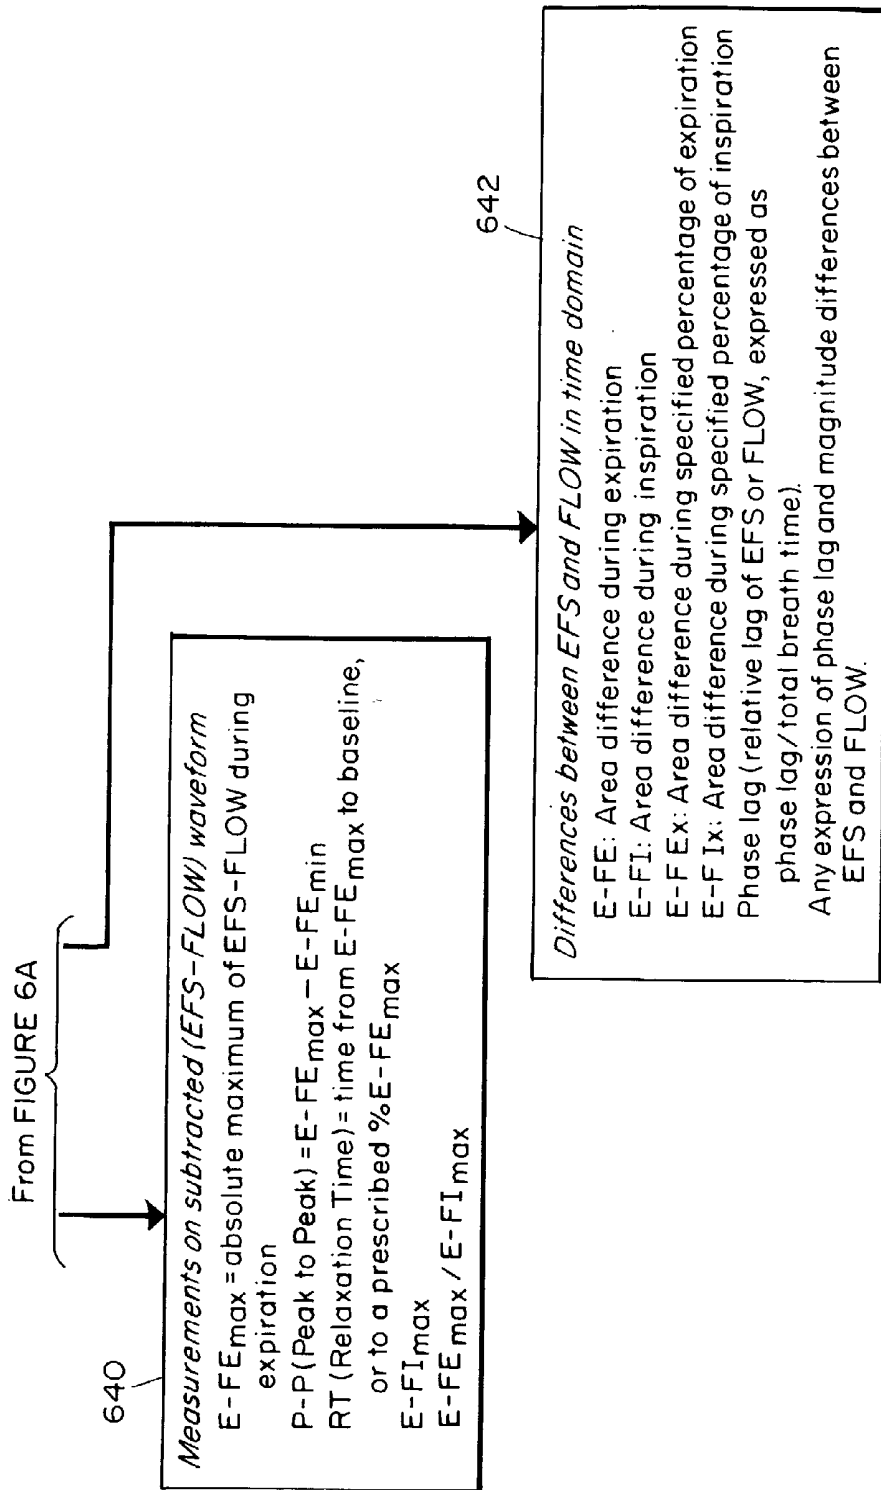 From FIGURE 6A
640
Measurements on subtracted (EFS-FLOW) waveform
E-FEmax = absolute maximum of EFS-FLOW during
expiration
P-P (Peak to Peak) = E-FEmax - E-FEmin
RT (Relaxation Time) = time from E-FEmax to baseline,
or to a prescribed %E-FEmax
E-FImax
E-FEmax / E-FImax
642
Differences between EFS and FLOW in time domain
E-FE: Area difference during expiration
E-FI: Area difference during inspiration
E-F Ex: Area difference during specified percentage of expiration
E-F Ix: Area difference during specified percentage of inspiration
Phase lag (relative lag of EFS or FLOW, expressed as
phase lag/total breath time).
Any expression of phase lag and magnitude differences between
EFS and FLOW.